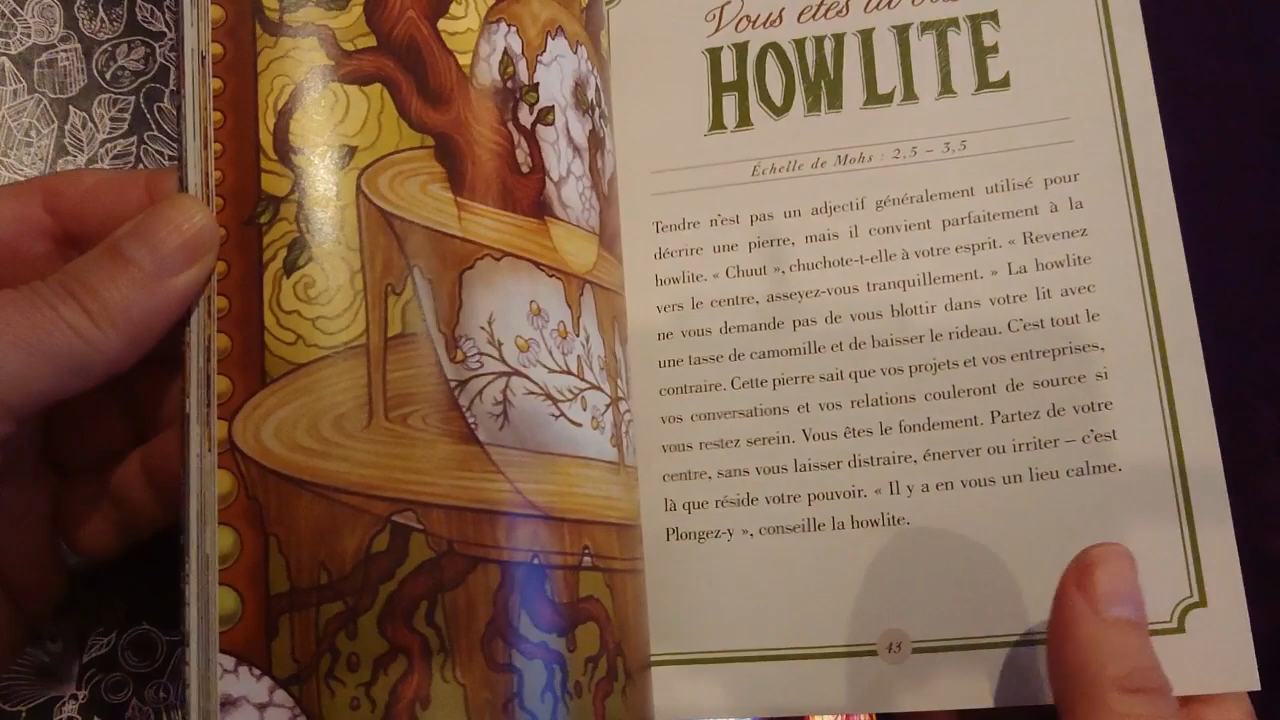 Vous êtes la
HOWLITE
Échelle de Mohs : 2,5 – 3,5
Tendre n'est pas un adjectif généralement utilisé pour
décrire une pierre, mais il convient parfaitement à la
howlite. « Chuut », chuchote-t-elle à votre esprit. « Revenez
vers le centre, asseyez-vous tranquillement. » La howlite
ne vous demande pas de vous blottir dans votre lit avec
une tasse de camomille et de baisser le rideau. C'est tout le
contraire. Cette pierre sait que vos projets et vos entreprises,
vos conversations et vos relations couleront de source si
vous restez serein. Vous êtes le fondement. Partez de votre
centre, sans vous laisser distraire, énerver ou irriter – c'est
là que réside votre pouvoir. « Il y a en vous un lieu calme.
Plongez-y », conseille la howlite.
43